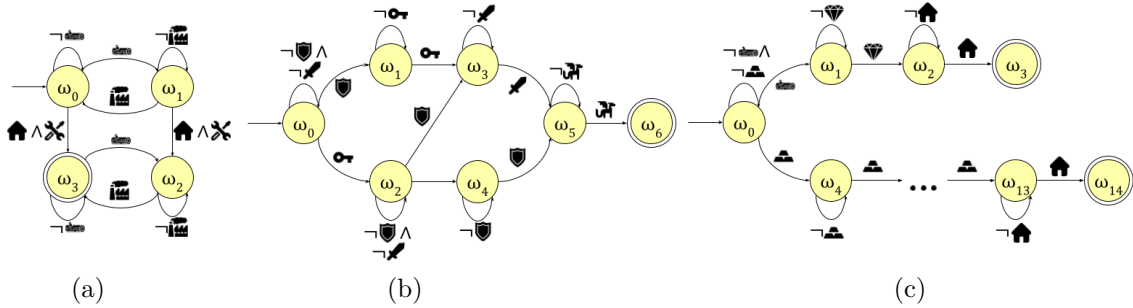 ¬ ¬
ω₀ ω₁
∧ ∧
ω₃ ω₂
¬ ¬
(a)
¬ ¬
¬ ∧
¬
ω₁ ω₃
¬
ω₀ ω₅ ω₆
ω₂ ω₄
¬ ∧ ¬
¬
(b)
¬ ¬
¬ ∧
¬
ω₁ ω₂ ω₃
ω₀
ω₄ ... ω₁₃ ω₁₄
¬ ¬
(c)